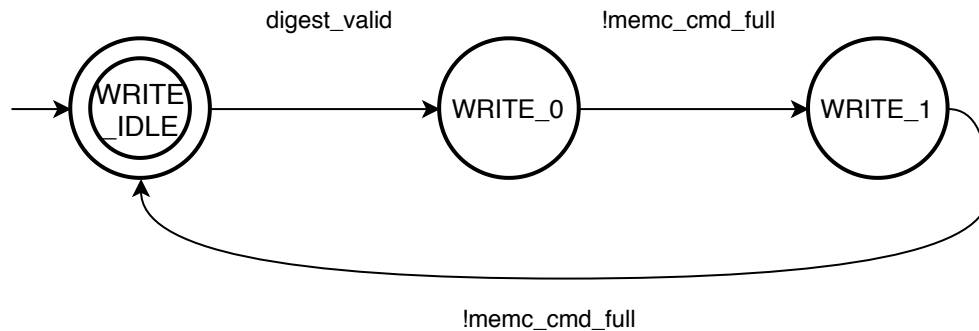 digest_valid
!memc_cmd_full
WRITE
_IDLE
WRITE_0
WRITE_1
!memc_cmd_full